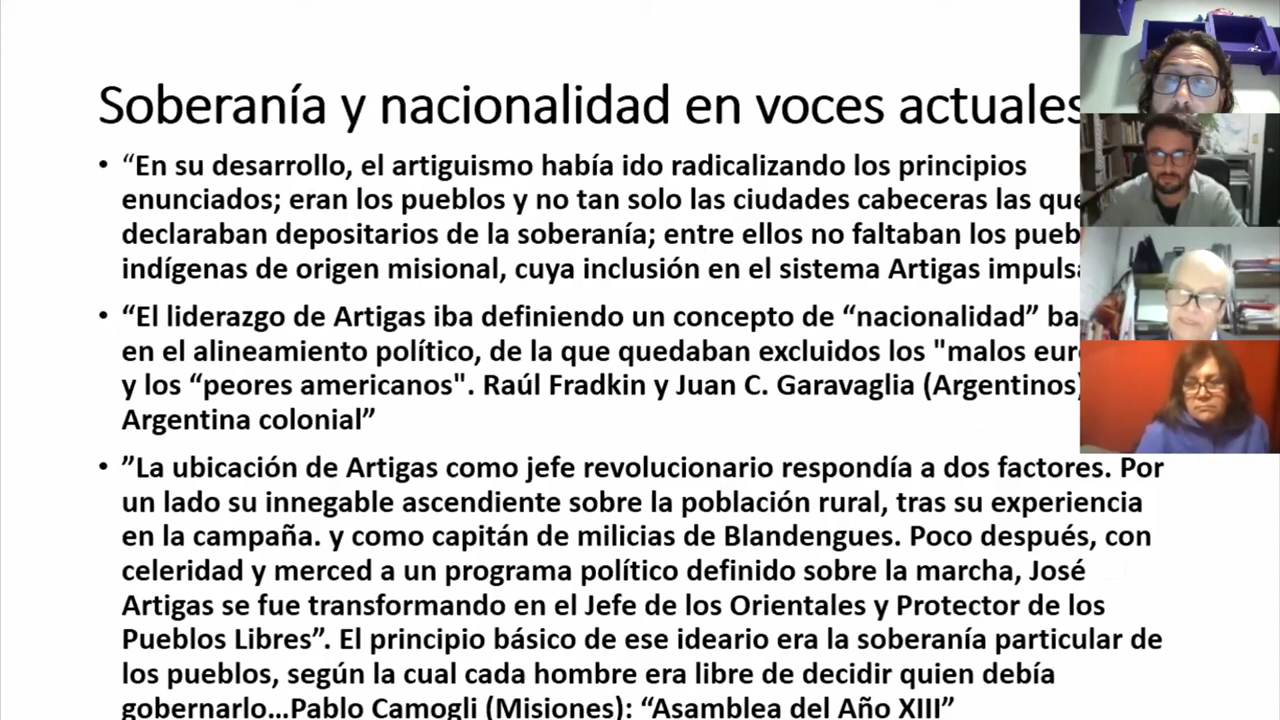 Soberanía y nacionalidad en voces actuales
• “En su desarrollo, el artiguismo había ido radicalizando los principios
enunciados; eran los pueblos y no tan solo las ciudades cabeceras las que
declaraban depositarios de la soberanía; entre ellos no faltaban los
indígenas de origen misional, cuya inclusión en el sistema Artigas
• “El liderazgo de Artigas iba definiendo un concepto de “nacionalidad”
en el alineamiento político, de la que quedaban excluidos los "malos
y los “peores americanos". Raúl Fradkin y Juan C. Garavaglia (Argentinos)
Argentina colonial”
• ”La ubicación de Artigas como jefe revolucionario respondía a dos factores. Por
un lado su innegable ascendiente sobre la población rural, tras su experiencia
en la campaña. y como capitán de milicias de Blandengues. Poco después, con
celeridad y merced a un programa político definido sobre la marcha, José
Artigas se fue transformando en el Jefe de los Orientales y Protector de los
Pueblos Libres”. El principio básico de ese ideario era la soberanía particular de
los pueblos, según la cual cada hombre era libre de decidir quien debía
gobernarlo…Pablo Camogli (Misiones): “Asamblea del Año XIII”